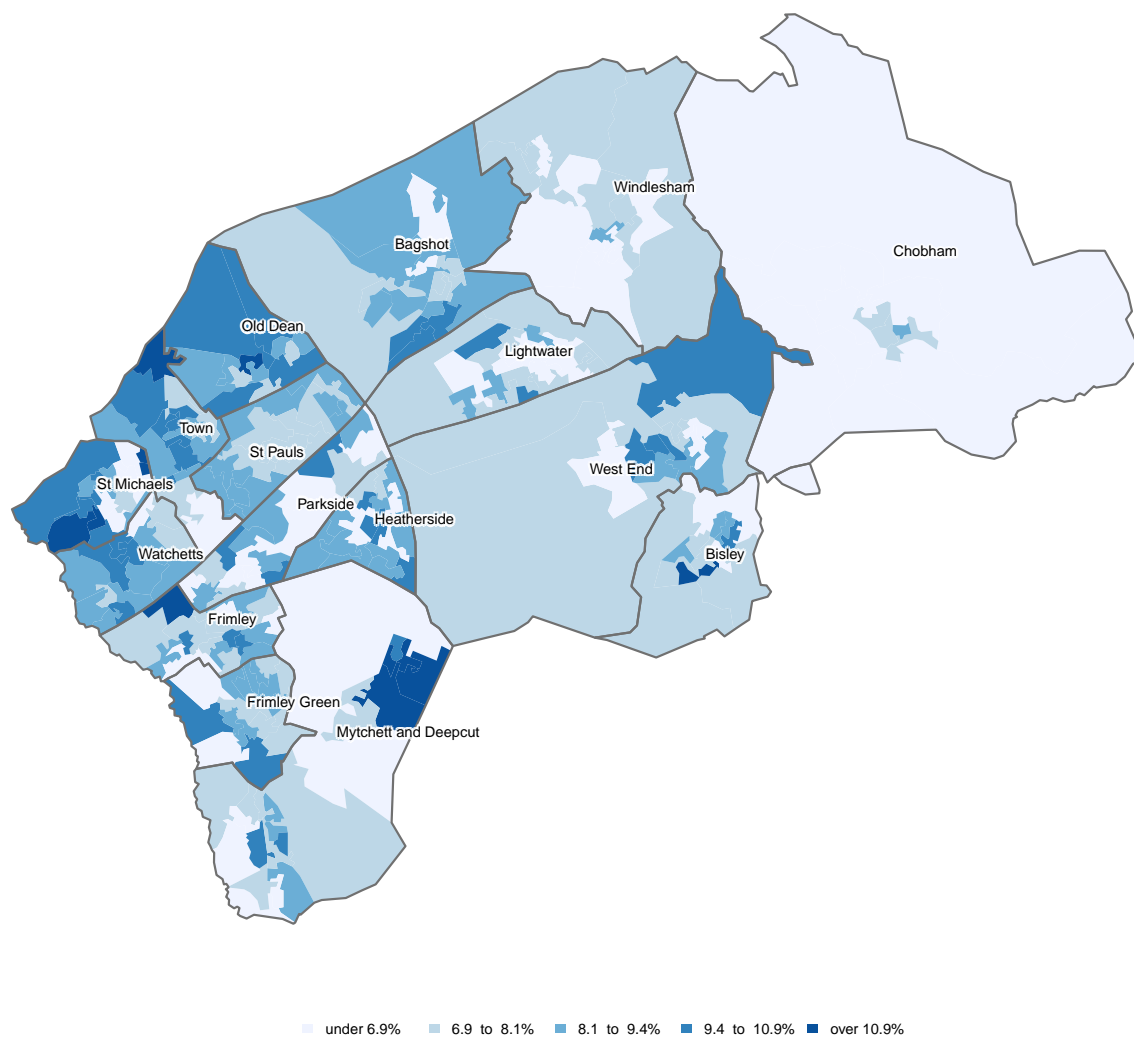 Windlesham
Bagshot
Chobham
Old Dean
Lightwater
Town
St Pauls
West End
St Michaels
Parkside
Heatherside
Watchetts
Bisley
Frimley
Frimley Green
Mytchett and Deepcut
under 6.9% 6.9 to 8.1% 8.1 to 9.4% 9.4 to 10.9% over 10.9%